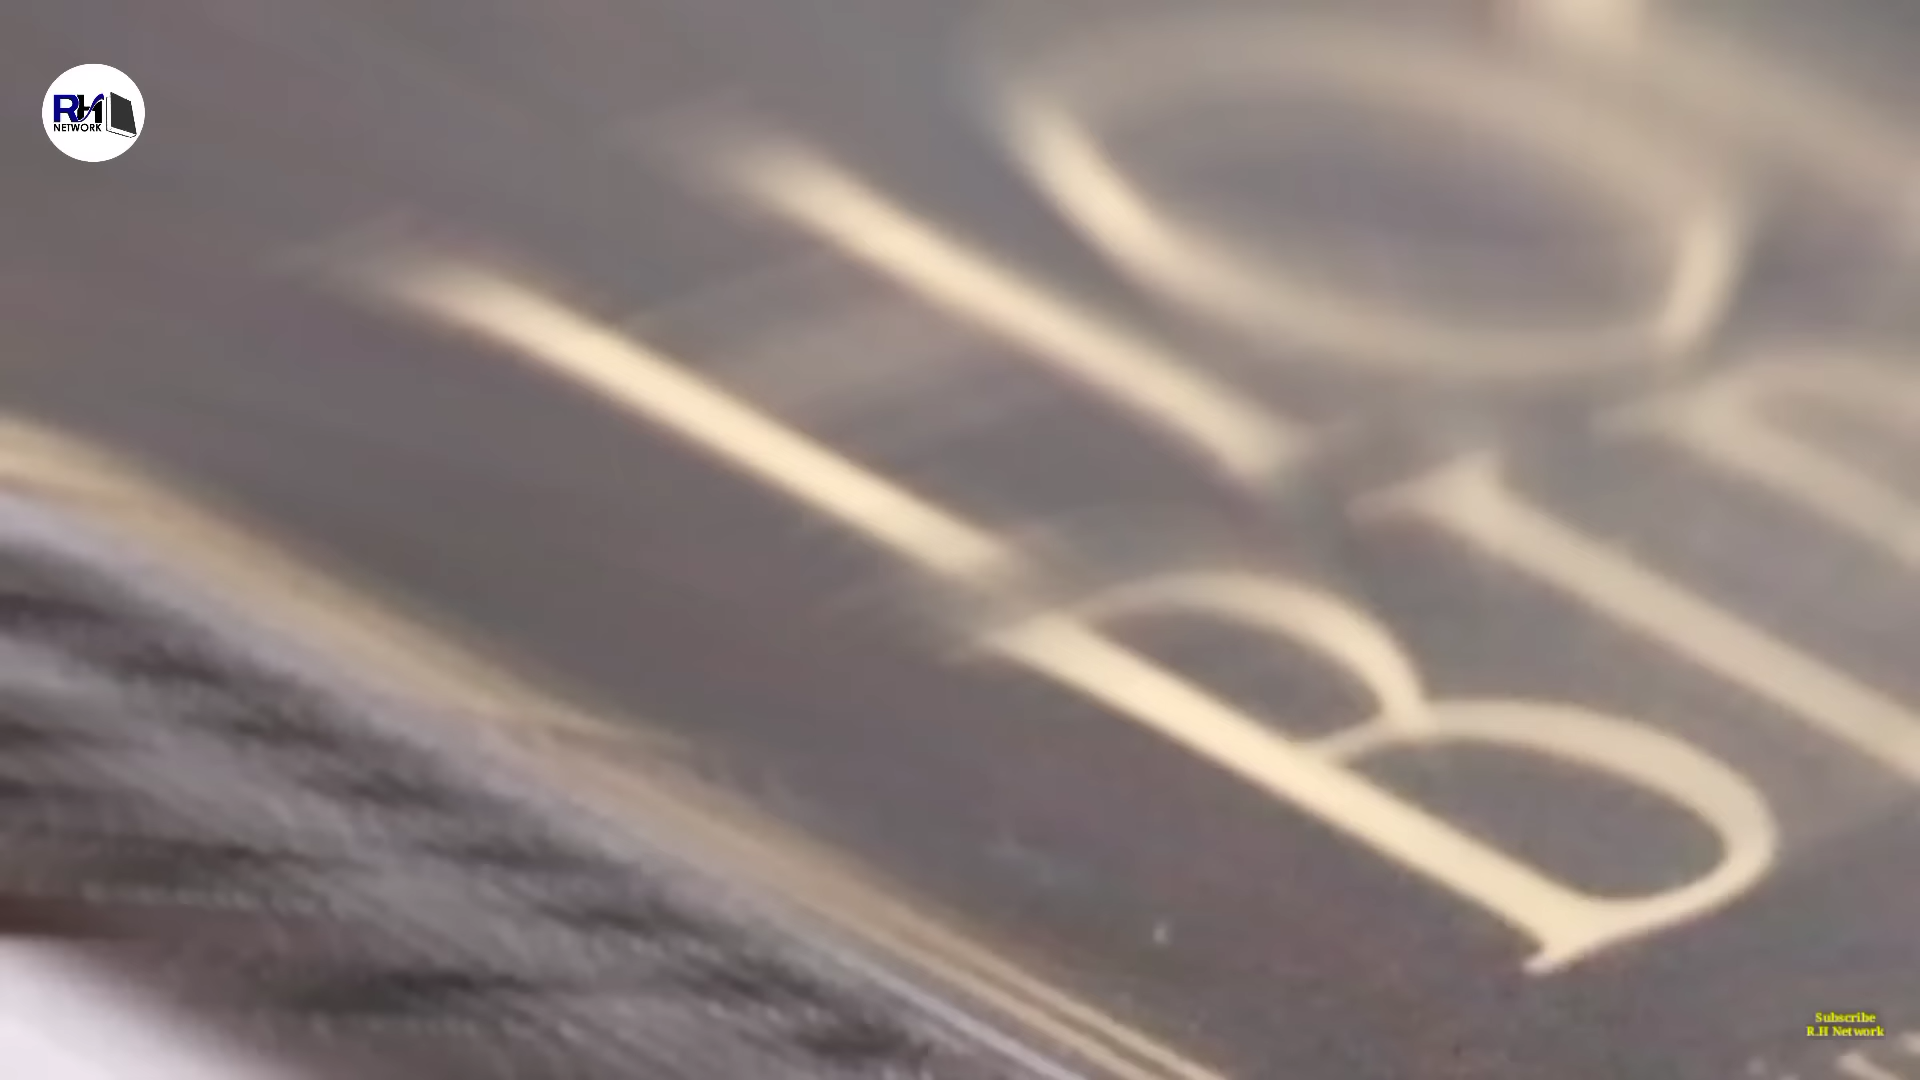 RH
NETWORK
HO
BI
Subscribe
R.H Network